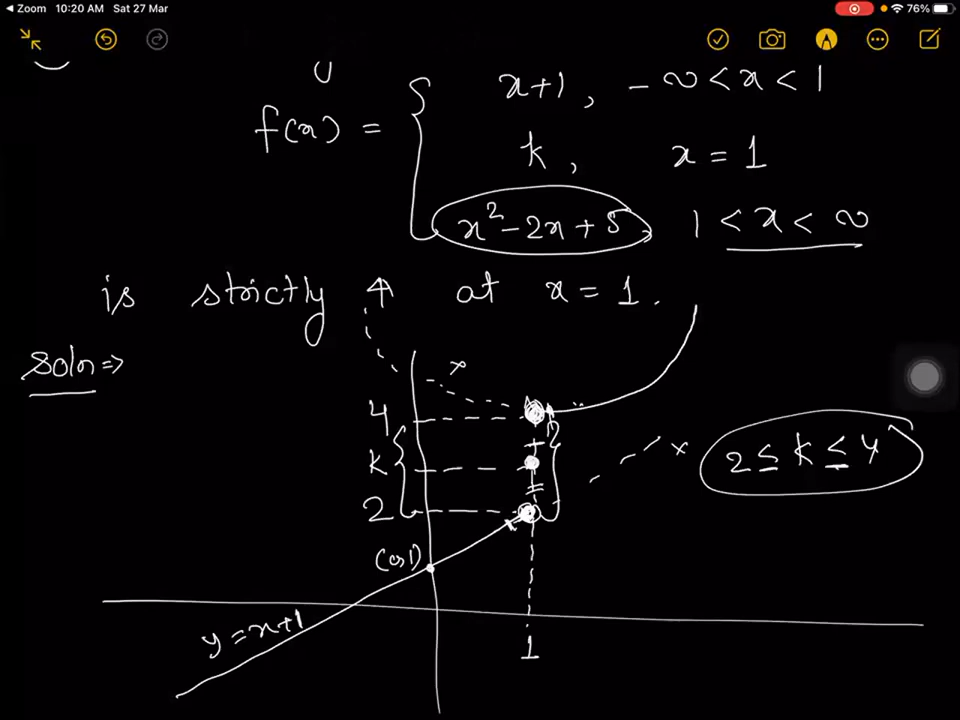 Zoom 10:20 AM Sat 27 Mar 76%
f(x) = { x+1, -∞ < x < 1
k, x = 1
x² - 2x + 5, 1 < x < ∞
is strictly ↑ at x = 1.
Soln ⇒
4
k
2
2 ≤ k ≤ 4
(0,1)
y = x+1
1